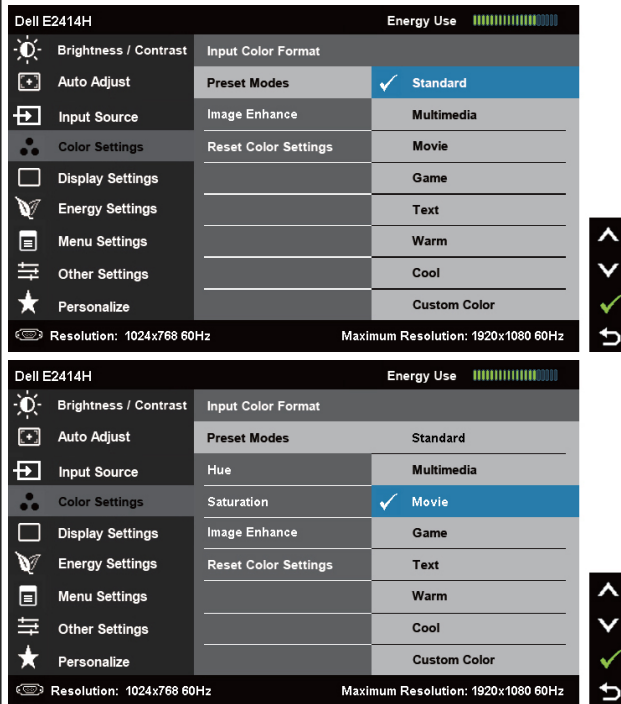 Dell E2414H Energy Use
Brightness / Contrast Input Color Format
Auto Adjust Preset Modes Standard
Input Source Image Enhance Multimedia
Color Settings Reset Color Settings Movie
Display Settings Game
Energy Settings Text
Menu Settings Warm
Other Settings Cool
Personalize Custom Color
Resolution: 1024x768 60Hz Maximum Resolution: 1920x1080 60Hz
Dell E2414H Energy Use
Brightness / Contrast Input Color Format
Auto Adjust Preset Modes Standard
Input Source Hue Multimedia
Color Settings Saturation Movie
Display Settings Image Enhance Game
Energy Settings Reset Color Settings Text
Menu Settings Warm
Other Settings Cool
Personalize Custom Color
Resolution: 1024x768 60Hz Maximum Resolution: 1920x1080 60Hz